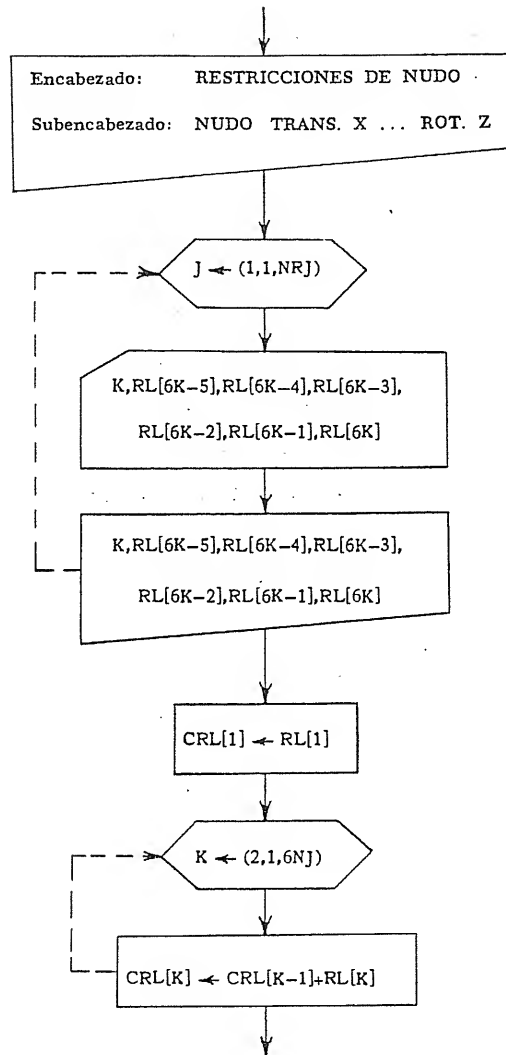 Encabezado: RESTRICCIONES DE NUDO
Subencabezado: NUDO TRANS. X ... ROT. Z
J ← (1,1,NRJ)
K,RL[6K−5],RL[6K−4],RL[6K−3],
RL[6K−2],RL[6K−1],RL[6K]
K,RL[6K−5],RL[6K−4],RL[6K−3],
RL[6K−2],RL[6K−1],RL[6K]
CRL[1] ← RL[1]
K ← (2,1,6NJ)
CRL[K] ← CRL[K−1]+RL[K]